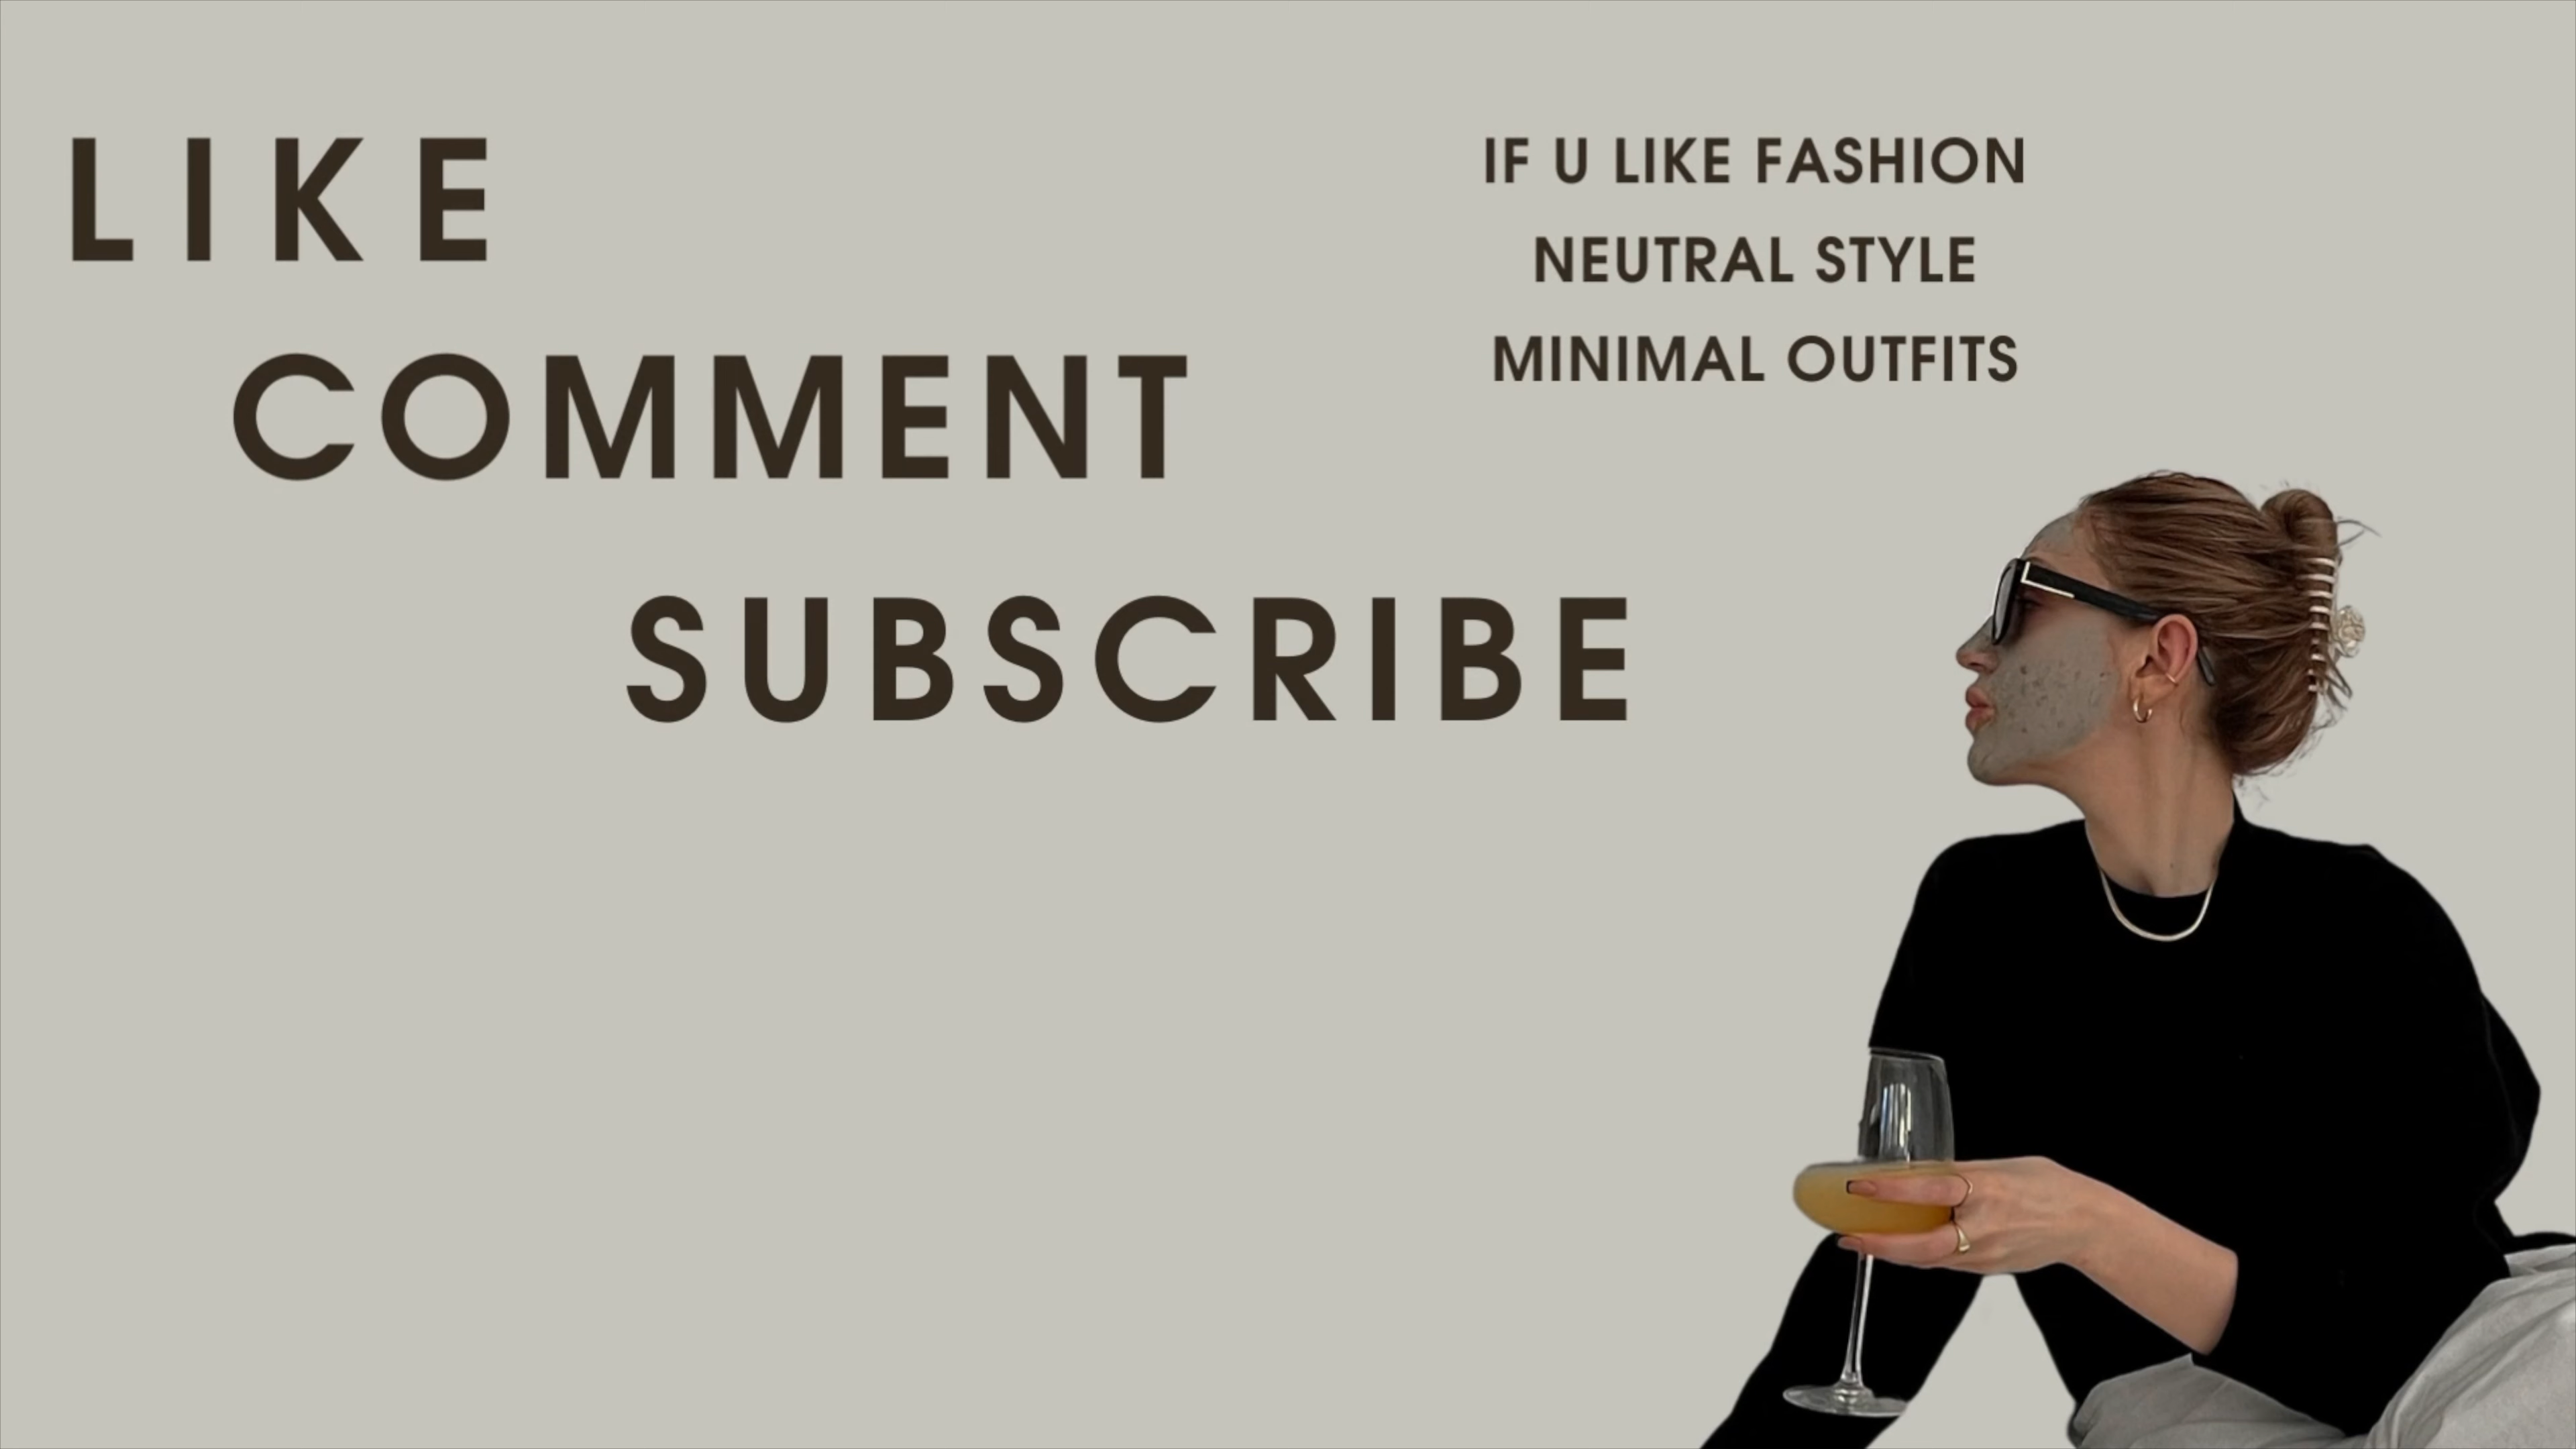 LIKE
COMMENT
SUBSCRIBE
IF U LIKE FASHION
NEUTRAL STYLE
MINIMAL OUTFITS